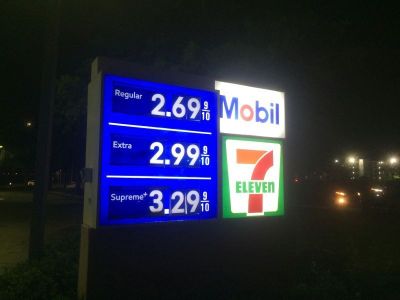 Regular
2.69 9/10
Extra
2.99 9/10
Supreme+
3.29 9/10
Mobil
7
ELEVEN